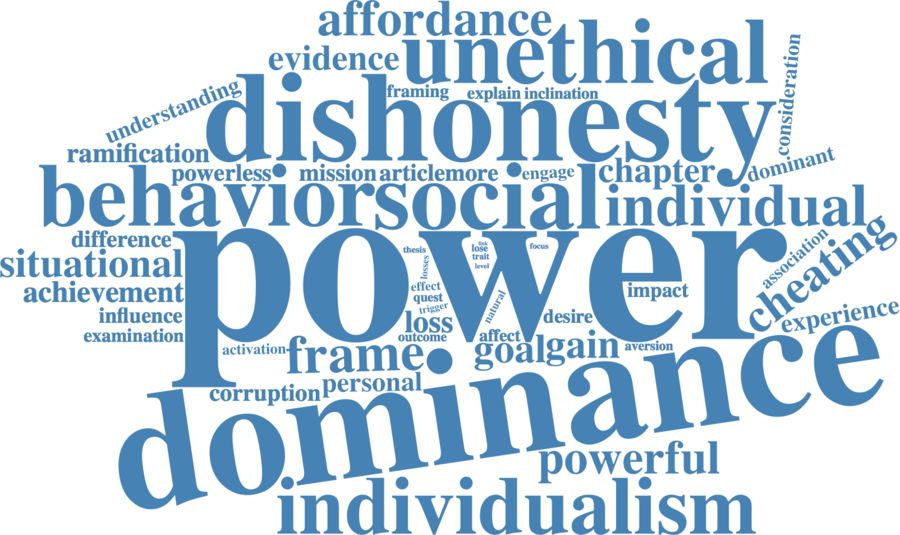 affordance
evidence unethical
framing explain inclination
consideration
understanding dishonesty
ramification
powerless mission article more engage chapter dominant
behavior social individual
difference power
situational
thesis link lose focus
trait
level
association
cheating
achievement
losses
effect
quest
trigger
natural
impact
influence
loss
desire
experience
examination
outcome
affect
activation frame goal gain aversion
corruption personal
dominance
powerful
individualism